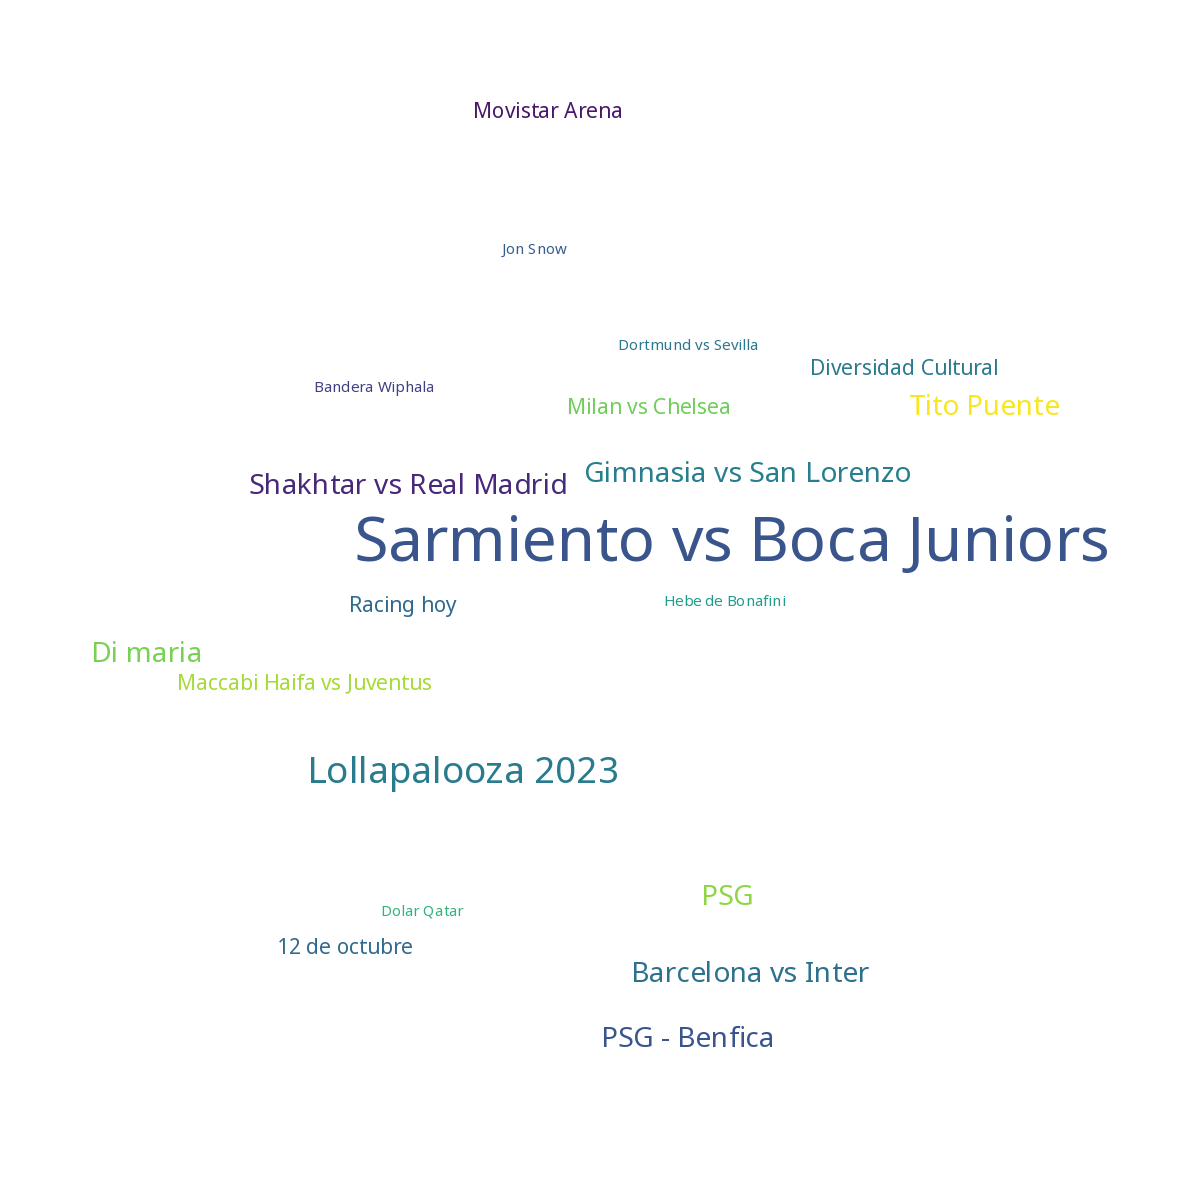 Movistar Arena
Jon Snow
Dortmund vs Sevilla
Diversidad Cultural
Bandera Wiphala
Milan vs Chelsea
Tito Puente
Gimnasia vs San Lorenzo
Shakhtar vs Real Madrid
Sarmiento vs Boca Juniors
Racing hoy
Hebe de Bonafini
Di maria
Maccabi Haifa vs Juventus
Lollapalooza 2023
PSG
Dolar Qatar
12 de octubre
Barcelona vs Inter
PSG - Benfica